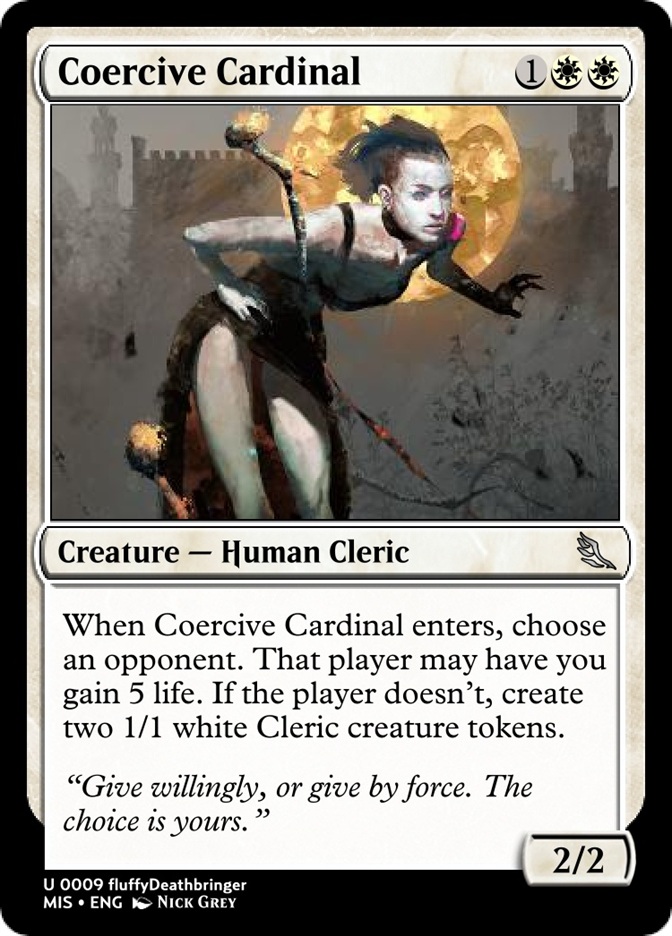 Coercive Cardinal 1
Creature — Human Cleric
When Coercive Cardinal enters, choose
an opponent. That player may have you
gain 5 life. If the player doesn't, create
two 1/1 white Cleric creature tokens.
“Give willingly, or give by force. The
choice is yours.”
2/2
U 0009 fluffyDeathbringer
MIS • ENG Nick Grey